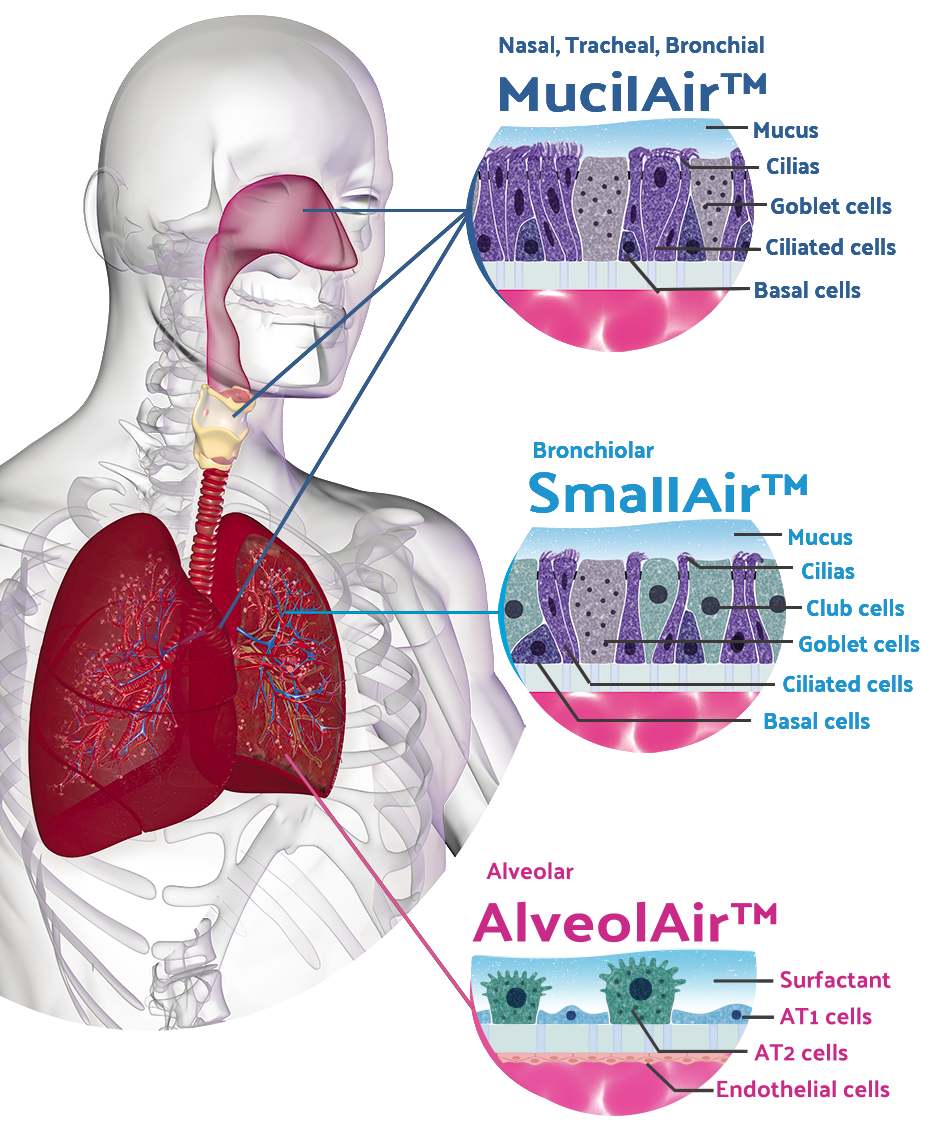 Nasal, Tracheal, Bronchial
MucilAir™
Mucus
Cilias
Goblet cells
Ciliated cells
Basal cells
Bronchiolar
SmallAir™
Mucus
Cilias
Club cells
Goblet cells
Ciliated cells
Basal cells
Alveolar
AlveolAir™
Surfactant
AT1 cells
AT2 cells
Endothelial cells